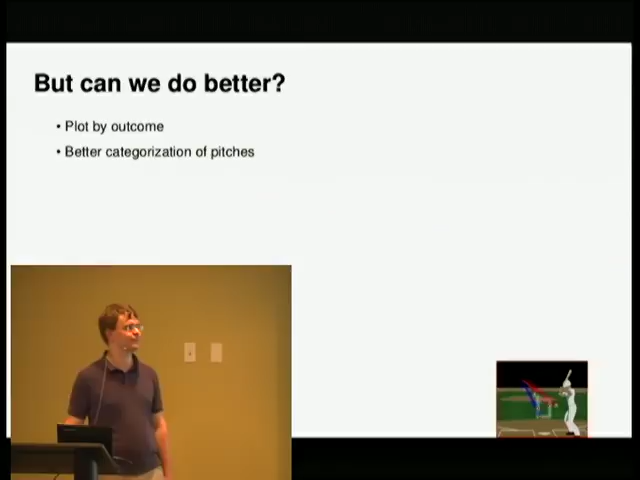 But can we do better?
• Plot by outcome
• Better categorization of pitches